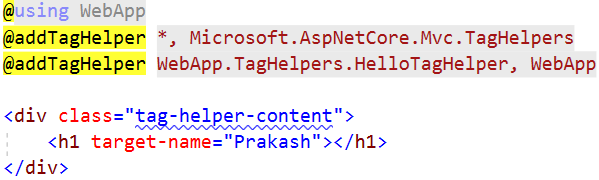 @using WebApp
@addTagHelper *, Microsoft.AspNetCore.Mvc.TagHelpers
@addTagHelper WebApp.TagHelpers.HelloTagHelper, WebApp
<div class="tag-helper-content">
<h1 target-name="Prakash"></h1>
</div>